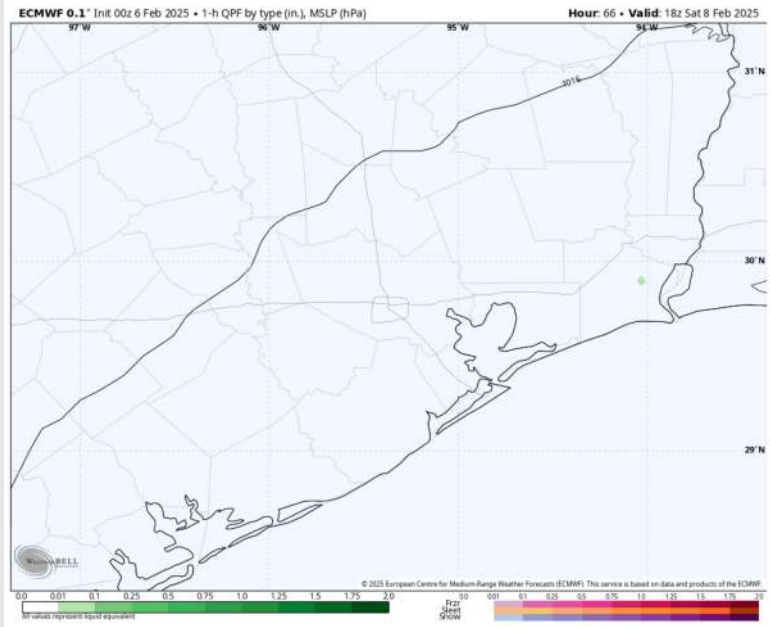 ECMWF 0.1° Init 00z 6 Feb 2025 • 1-h QPF by type (in.), MSLP (hPa)
Hour: 66 • Valid: 18z Sat 8 Feb 2025
97°W 96°W 95°W 94°W
31°N
1016
30°N
29°N
WeatherBELL
© 2025 European Centre for Medium-Range Weather Forecasts (ECMWF). This service is based on data and products of the ECMWF.
0.0 0.01 0.1 0.25 0.5 0.75 1.0 1.25 1.5 1.75 2.0
0.0 0.01 0.1 0.25 0.5 0.75 1.0 1.25 1.5 1.75 2.0
All values represent liquid equivalent
Frzr
Sleet
Snow